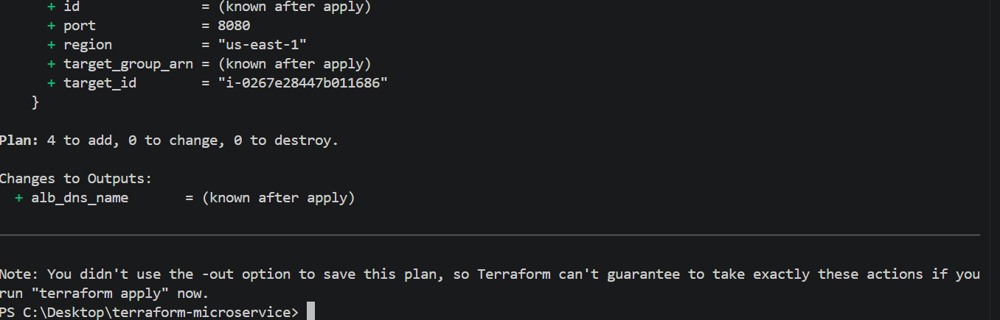 + id               = (known after apply)
+ port             = 8080
+ region           = "us-east-1"
+ target_group_arn = (known after apply)
+ target_id        = "i-0267e28447b011686"
}
Plan: 4 to add, 0 to change, 0 to destroy.
Changes to Outputs:
+ alb_dns_name       = (known after apply)
Note: You didn't use the -out option to save this plan, so Terraform can't guarantee to take exactly these actions if you
run "terraform apply" now.
PS C:\Desktop\terraform-microservice>